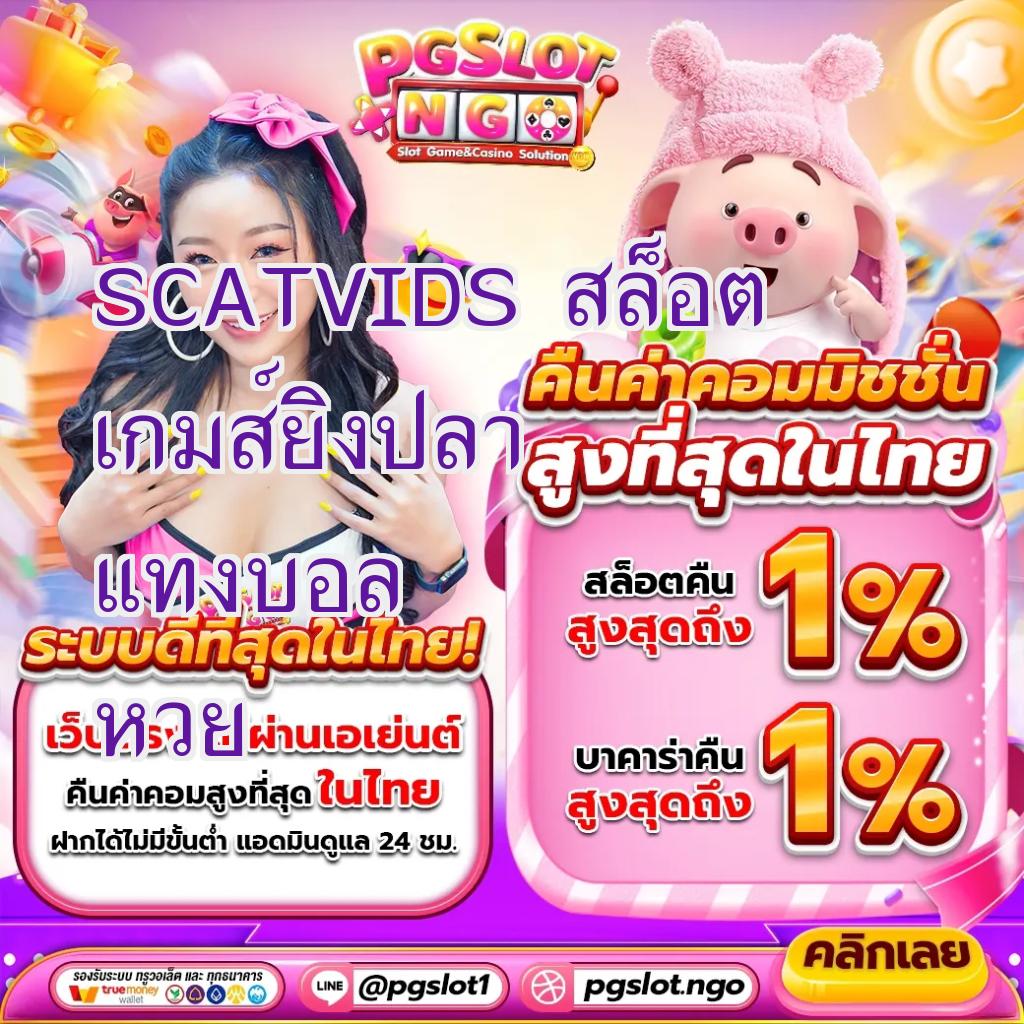 PGSLOT
NGO
Slot Game&Casino Solution
SCATVIDS สล็อต
เกมส์ยิงปลา
แทงบอล
หวย
คืนค่าคอมมิชชั่น
สูงที่สุดในไทย
สล็อตคืน
สูงสุดถึง
1%
บาคาร่าคืน
สูงสุดถึง
1%
ระบบดีที่สุดในไทย!
ผ่านเอเย่นต์
คืนค่าคอมสูงที่สุด ในไทย
ฝากได้ไม่มีขั้นต่ำ แอดมินดูแล 24 ชม.
คลิกเลย
รองรับระบบ ทรูวอเล็ต และ ทุกธนาคาร
truemoney
wallet
LINE @pgslot1
pgslot.ngo